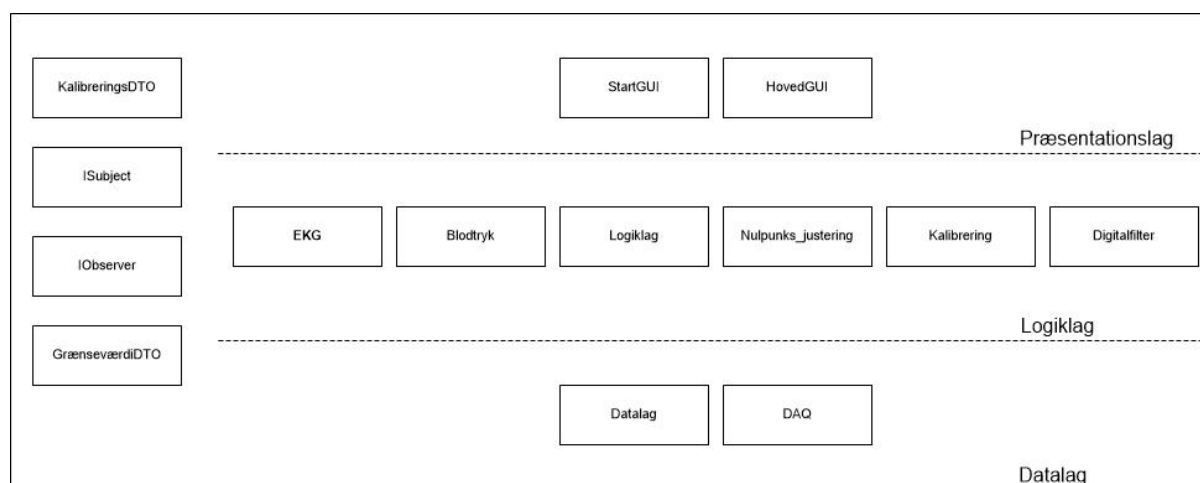 KalibreringsDTO
StartGUI
HovedGUI
Præsentationslag
ISubject
EKG
Blodtryk
Logiklag
Nulpunks_justering
Kalibrering
Digitalfilter
IObserver
Logiklag
GrænseværdiDTO
Datalag
DAQ
Datalag